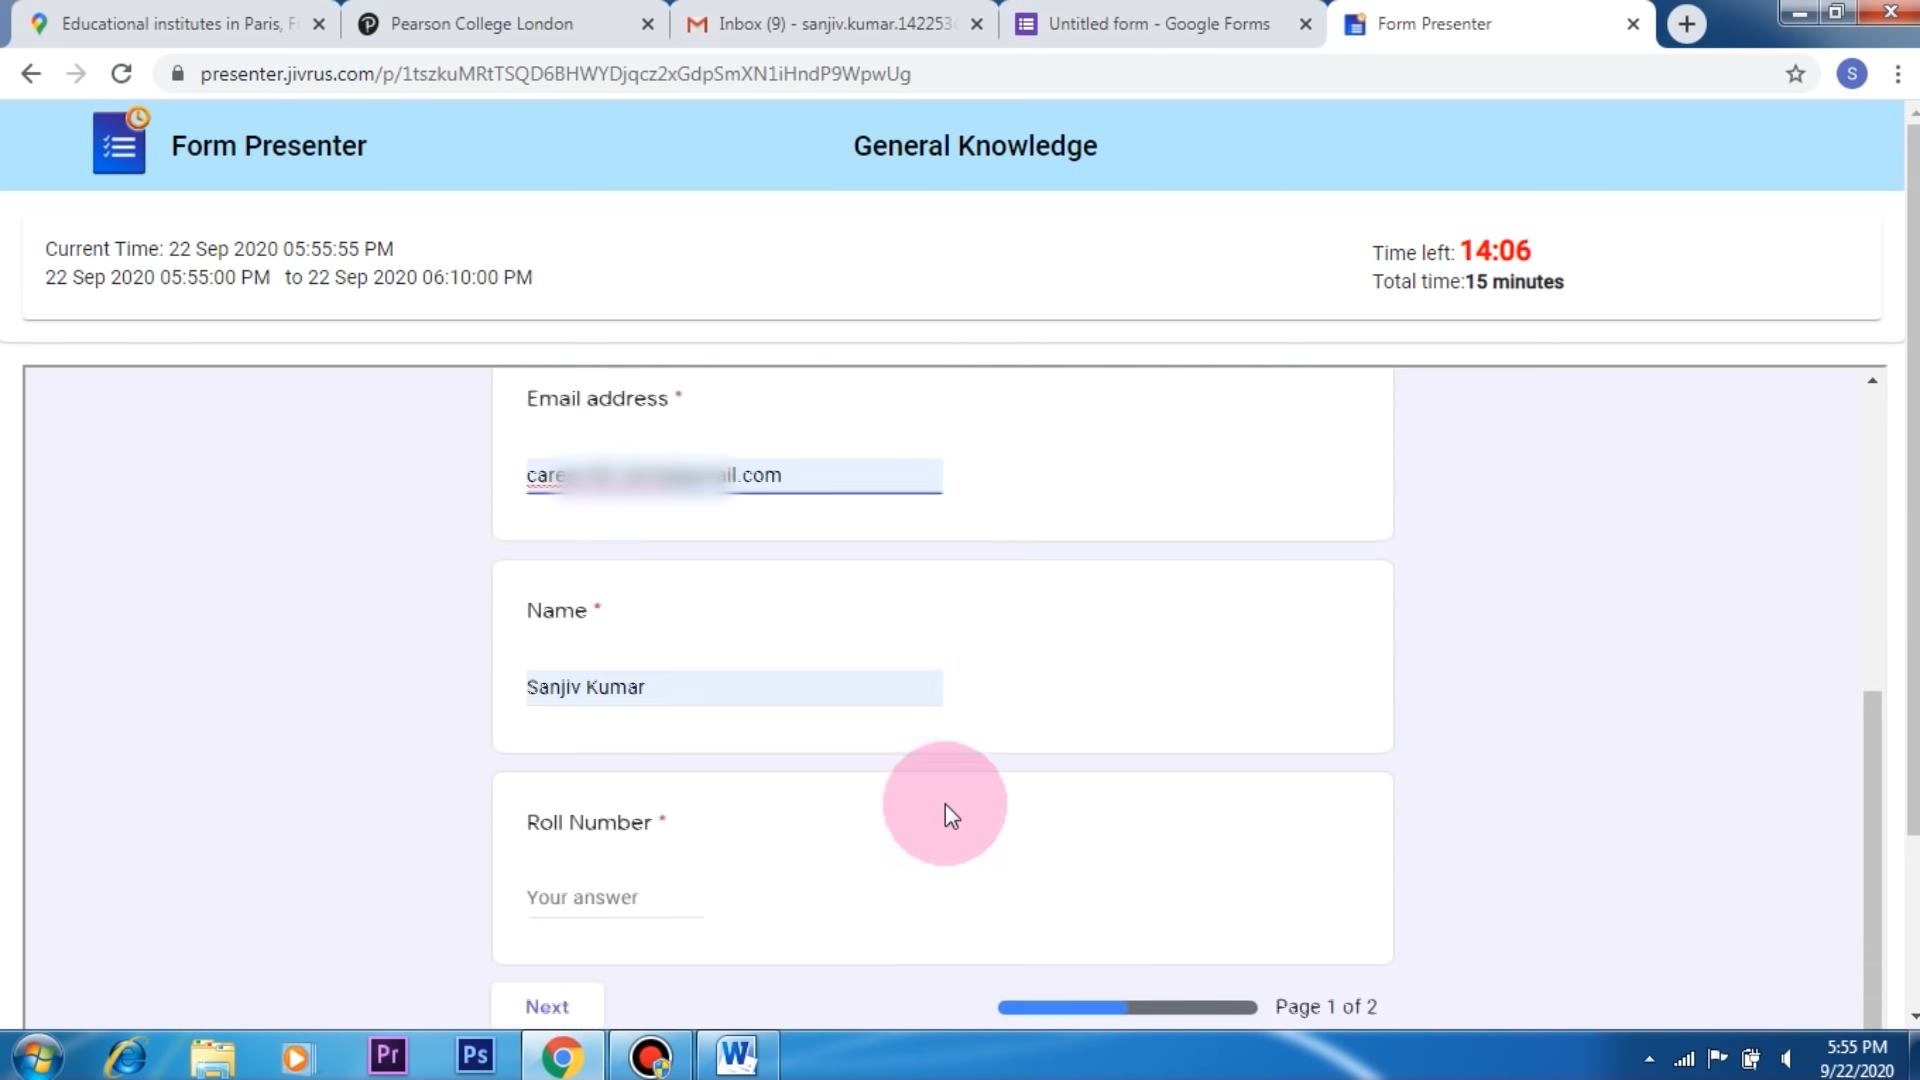 Educational institutes in Paris, F
Pearson College London
Inbox (9) - sanjiv.kumar.142253
Untitled form - Google Forms
Form Presenter
presenter.jivrus.com/p/1tszkuMRtTSQD6BHWYDjqcz2xGdpSmXN1iHndP9WpwUg
S
Form Presenter
General Knowledge
Current Time: 22 Sep 2020 05:55:55 PM
Time left: 14:06
22 Sep 2020 05:55:00 PM to 22 Sep 2020 06:10:00 PM
Total time:15 minutes
Email address *
care il.com
Name *
Sanjiv Kumar
Roll Number *
Your answer
Next
Page 1 of 2
Pr
Ps
W
5:55 PM
9/22/2020